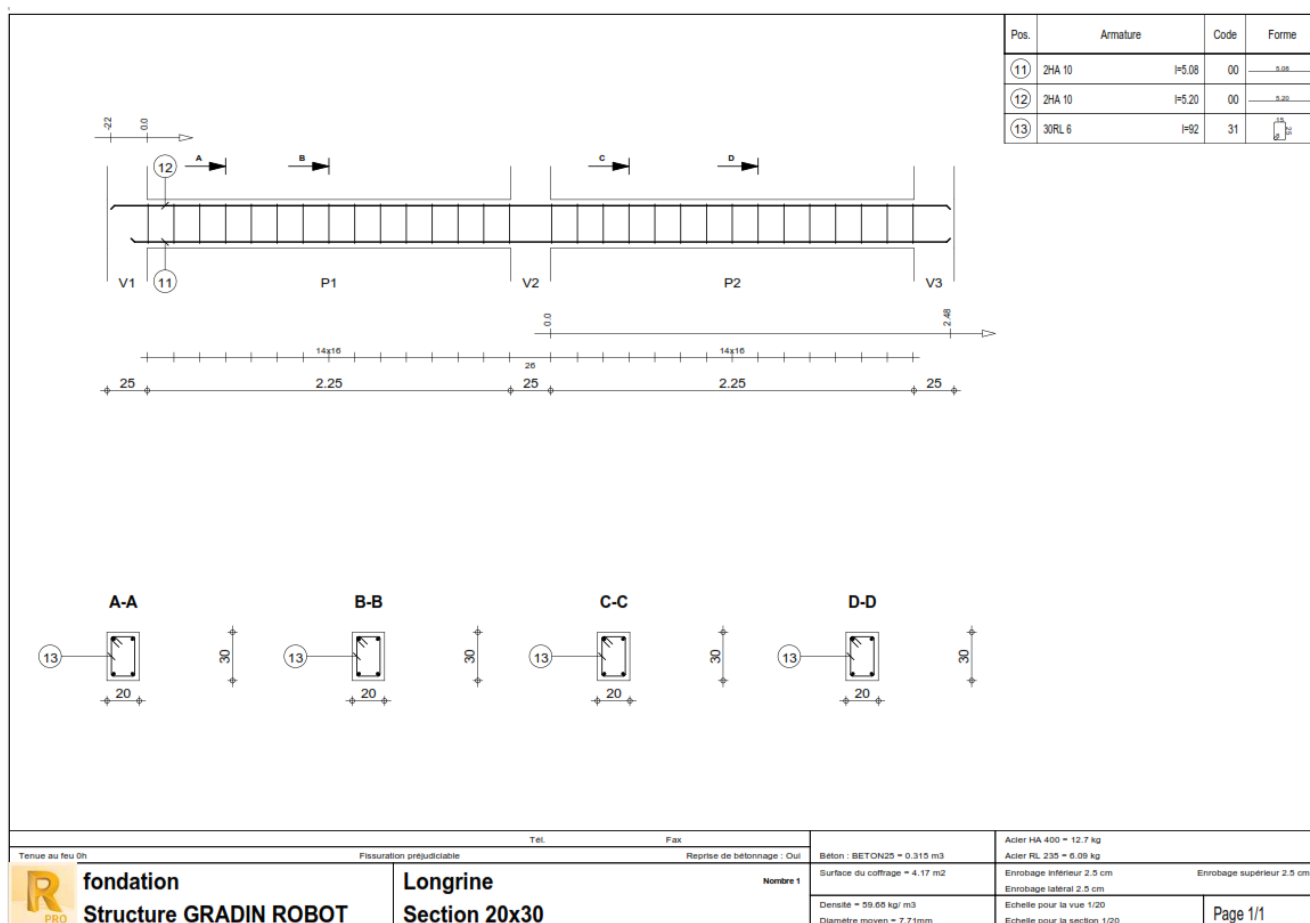 Pos. Armature Code Forme
11 2HA 10 l=5.08 00 5.08
12 2HA 10 l=5.20 00 5.20
13 30RL 6 l=92 31 15 25
-22 0.0
A B C D
12
V1 11 P1 V2 P2 V3
0.0 2.48
14x16 14x16
26
25 2.25 25 2.25 25
A-A B-B C-C D-D
13 30 13 30 13 30 13 30
20 20 20 20
Tél. Fax
Tenue au feu 0h Fissuration préjudiciable Reprise de bétonnage : Oui
Béton : BETON25 = 0.315 m3
Acier HA 400 = 12.7 kg
Acier RL 235 = 6.09 kg
R PRO
fondation
Structure GRADIN ROBOT
Longrine
Section 20x30
Nombre 1
Surface du coffrage = 4.17 m2
Enrobage inférieur 2.5 cm Enrobage supérieur 2.5 cm
Enrobage latéral 2.5 cm
Densité = 59.68 kg/ m3
Diamètre moyen = 7.71mm
Echelle pour la vue 1/20
Echelle pour la section 1/20
Page 1/1